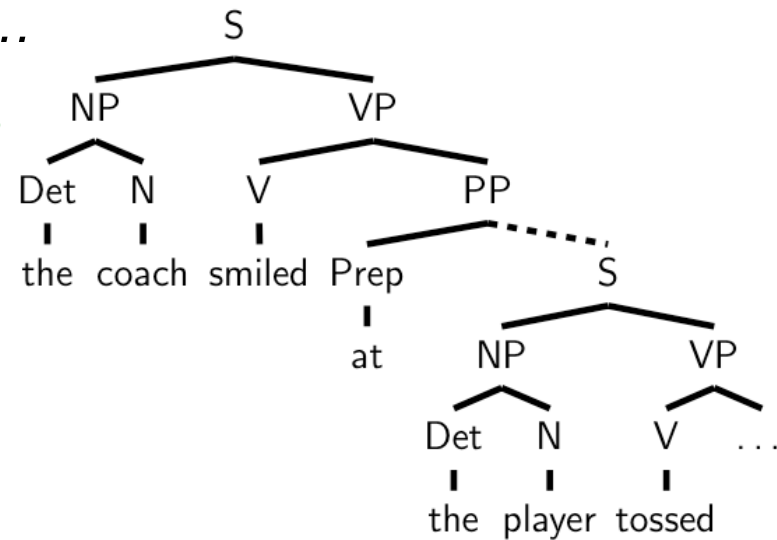 .. S
NP VP
Det N V PP
the coach smiled Prep S
at NP VP
Det N V ...
the player tossed